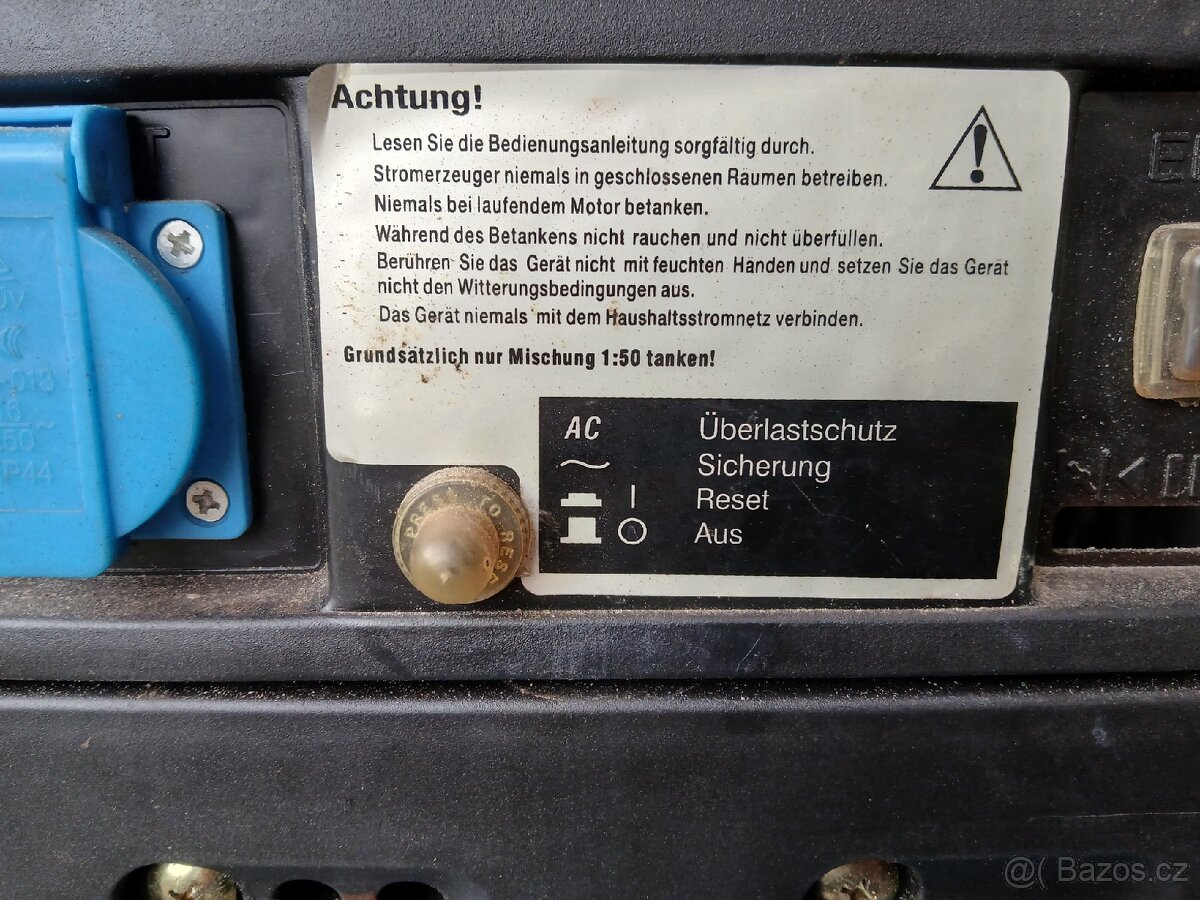 Achtung!
Lesen Sie die Bedienungsanleitung sorgfältig durch.
Stromerzeuger niemals in geschlossenen Räumen betreiben.
Niemals bei laufendem Motor betanken.
Während des Betankens nicht rauchen und nicht überfüllen.
Berühren Sie das Gerät nicht mit feuchten Händen und setzen Sie das Gerät
nicht den Witterungsbedingungen aus.
Das Gerät niemals mit dem Haushaltsstromnetz verbinden.
Grundsätzlich nur Mischung 1:50 tanken!
AC Überlastschutz
~ Sicherung
| Reset
O Aus
PRESS TO RESET
T
-013
16
P44
@( Bazos.cz